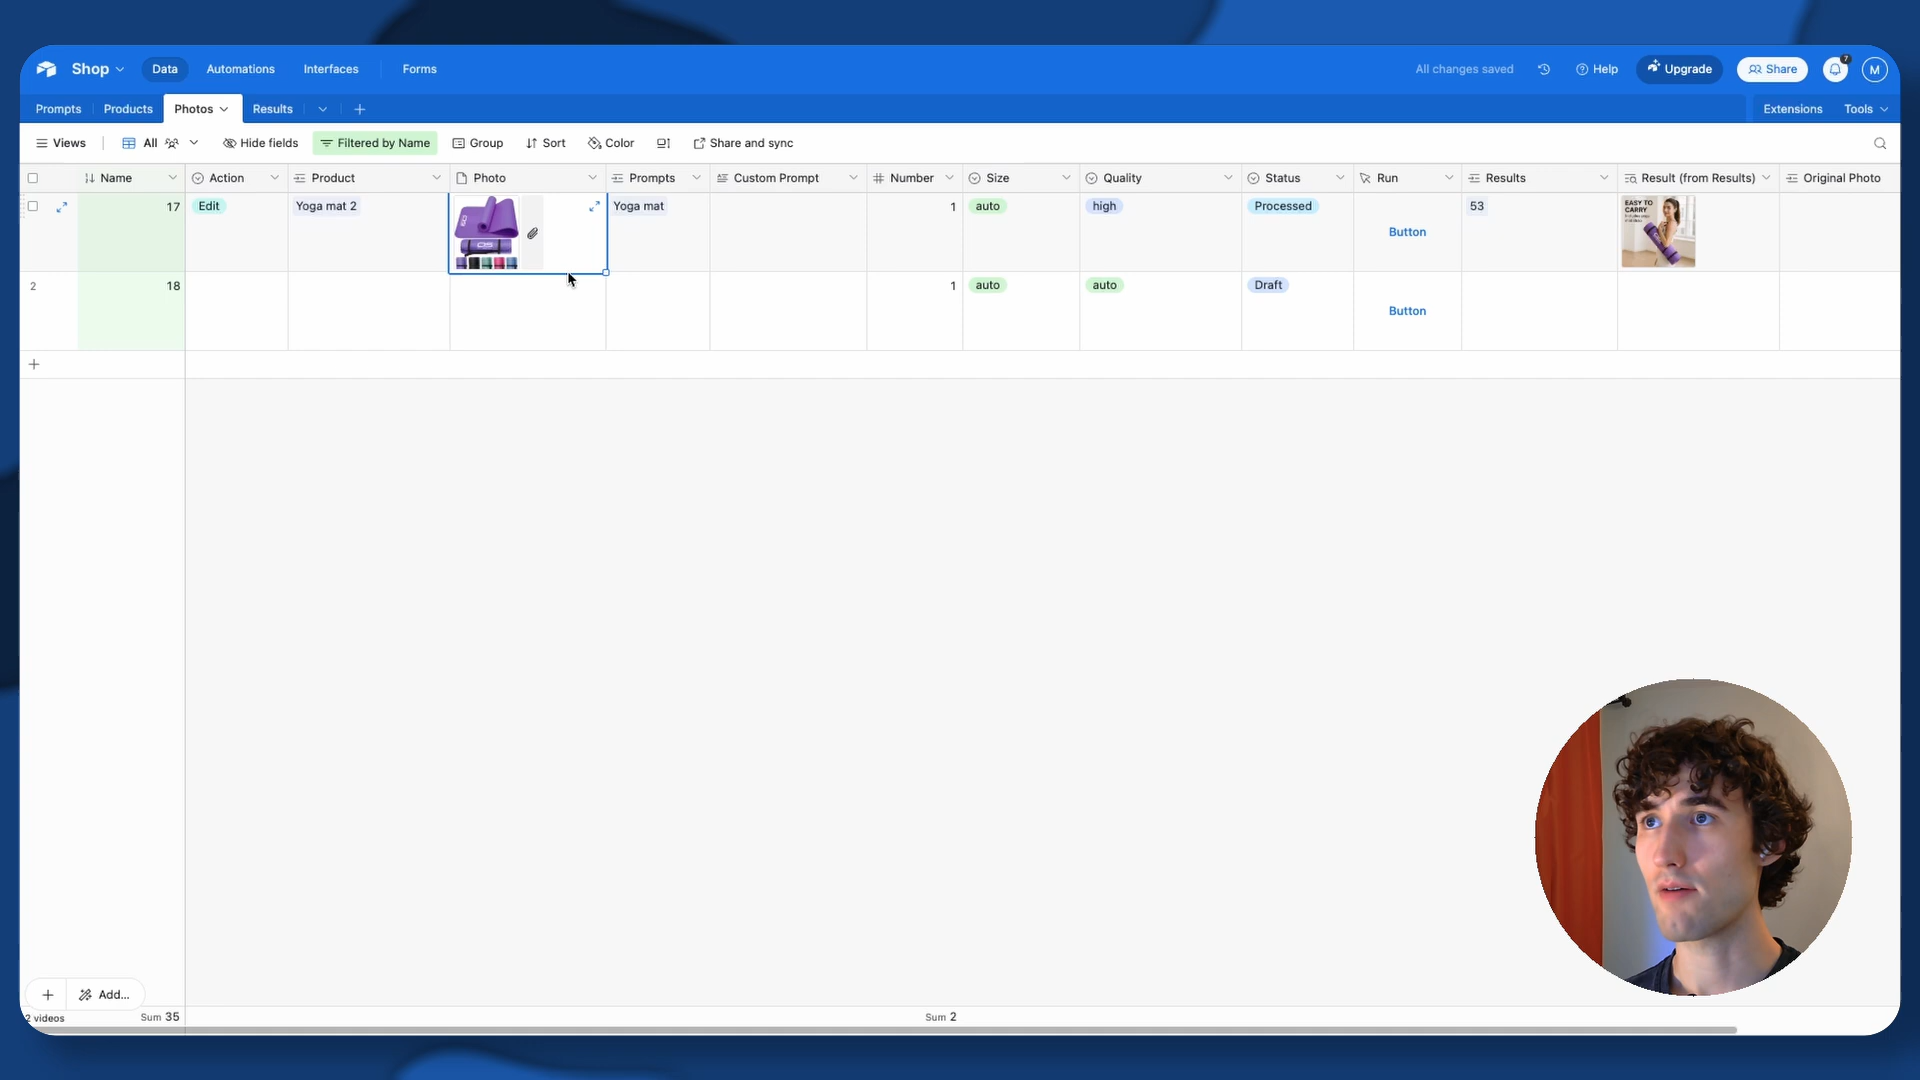 Shop Data Automations Interfaces Forms All changes saved Help Upgrade Share 7 M
Prompts Products Photos Results Extensions Tools
Views All Hide fields Filtered by Name Group Sort Color Share and sync
Name Action Product Photo Prompts Custom Prompt Number Size Quality Status Run Results Result (from Results) Original Photo
17 Edit Yoga mat 2 Yoga mat 1 auto high Processed Button 53
EASY TO
CARRY
2 18 1 auto auto Draft Button
Add...
2 videos Sum 35 Sum 2